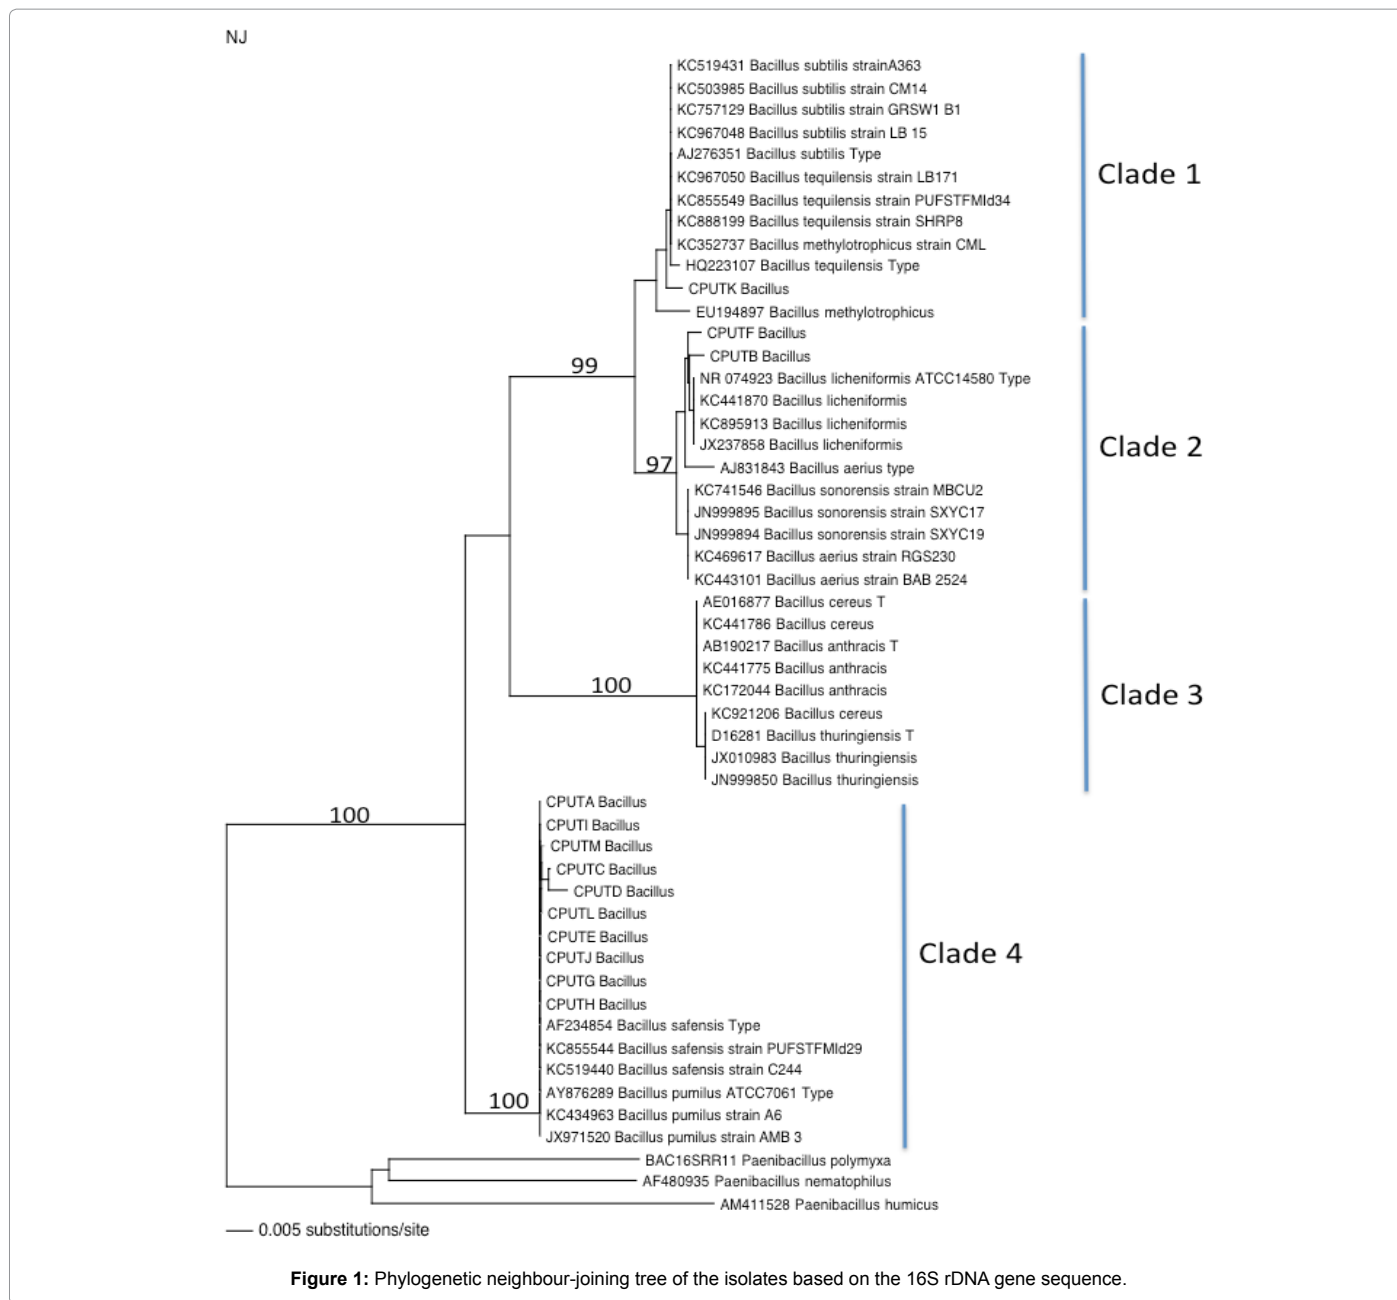 NJ
KC519431 Bacillus subtilis strainA363
KC503985 Bacillus subtilis strain CM14
KC757129 Bacillus subtilis strain GRSW1 B1
KC967048 Bacillus subtilis strain LB 15
AJ276351 Bacillus subtilis Type
KC967050 Bacillus tequilensis strain LB171
KC855549 Bacillus tequilensis strain PUFSTFMId34
KC888199 Bacillus tequilensis strain SHRP8
KC352737 Bacillus methylotrophicus strain CML
HQ223107 Bacillus tequilensis Type
CPUTK Bacillus
EU194897 Bacillus methylotrophicus
Clade 1
CPUTF Bacillus
CPUTB Bacillus
NR 074923 Bacillus licheniformis ATCC14580 Type
KC441870 Bacillus licheniformis
KC895913 Bacillus licheniformis
JX237858 Bacillus licheniformis
AJ831843 Bacillus aerius type
KC741546 Bacillus sonorensis strain MBCU2
JN999895 Bacillus sonorensis strain SXYC17
JN999894 Bacillus sonorensis strain SXYC19
KC469617 Bacillus aerius strain RGS230
KC443101 Bacillus aerius strain BAB 2524
Clade 2
99
97
AE016877 Bacillus cereus T
KC441786 Bacillus cereus
AB190217 Bacillus anthracis T
KC441775 Bacillus anthracis
KC172044 Bacillus anthracis
KC921206 Bacillus cereus
D16281 Bacillus thuringiensis T
JX010983 Bacillus thuringiensis
JN999850 Bacillus thuringiensis
Clade 3
100
100
CPUTA Bacillus
CPUTI Bacillus
CPUTM Bacillus
CPUTC Bacillus
CPUTD Bacillus
CPUTL Bacillus
CPUTE Bacillus
CPUTJ Bacillus
CPUTG Bacillus
CPUTH Bacillus
AF234854 Bacillus safensis Type
KC855544 Bacillus safensis strain PUFSTFMId29
KC519440 Bacillus safensis strain C244
AY876289 Bacillus pumilus ATCC7061 Type
KC434963 Bacillus pumilus strain A6
JX971520 Bacillus pumilus strain AMB 3
Clade 4
100
BAC16SRR11 Paenibacillus polymyxa
AF480935 Paenibacillus nematophilus
AM411528 Paenibacillus humicus
0.005 substitutions/site
Figure 1: Phylogenetic neighbour-joining tree of the isolates based on the 16S rDNA gene sequence.